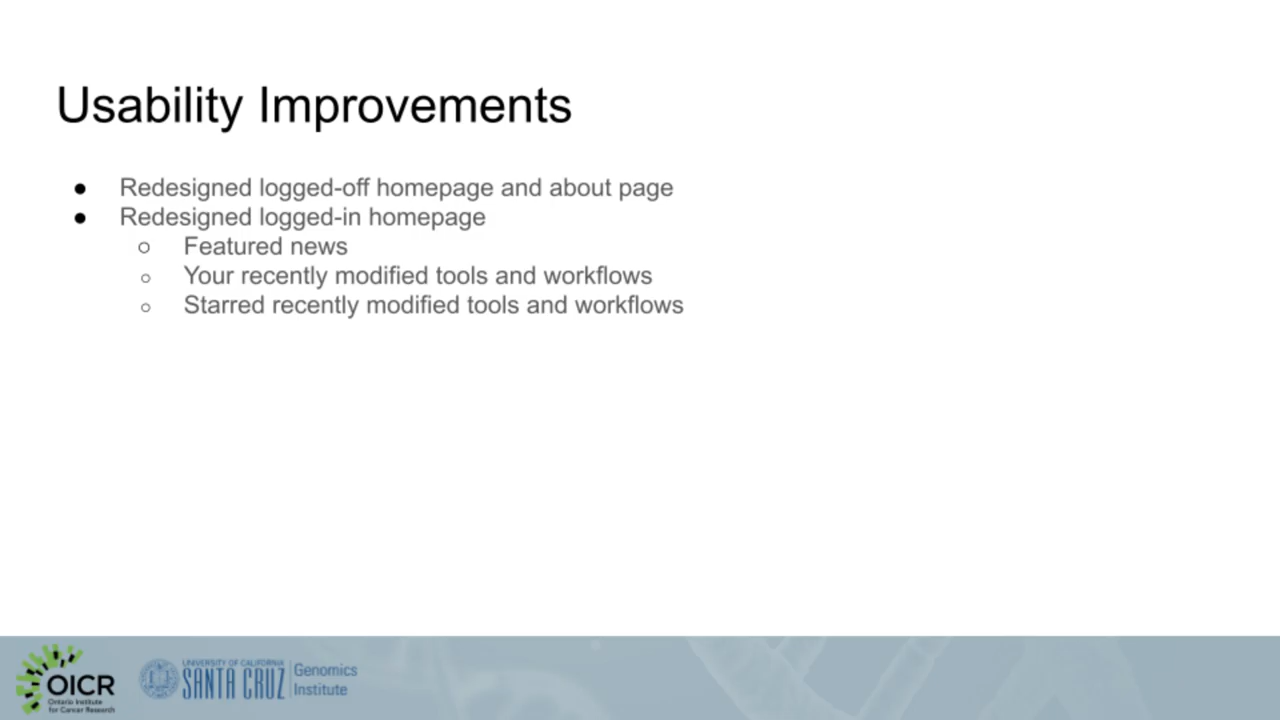 Usability Improvements
● Redesigned logged-off homepage and about page
● Redesigned logged-in homepage
○ Featured news
○ Your recently modified tools and workflows
○ Starred recently modified tools and workflows
OICR
Ontario Institute
for Cancer Research
UNIVERSITY OF CALIFORNIA
SANTA CRUZ
Genomics
Institute